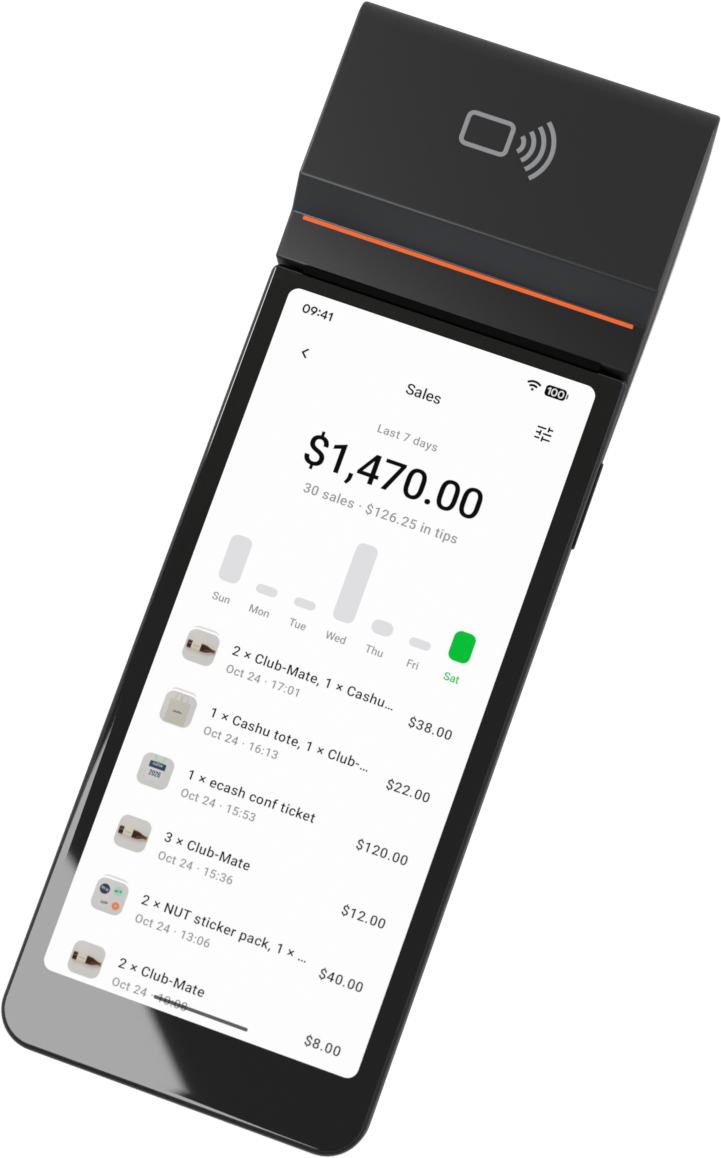 09:41
100
Sales
Last 7 days
$1,470.00
30 sales · $126.25 in tips
Sun Mon Tue Wed Thu Fri Sat
2 × Club-Mate, 1 × Cashu...
Oct 24 · 17:01
$38.00
1 × Cashu tote, 1 × Club-...
Oct 24 · 16:13
$22.00
1 × ecash conf ticket
Oct 24 · 15:53
$120.00
3 × Club-Mate
Oct 24 · 15:36
$12.00
2 × NUT sticker pack, 1 × ...
Oct 24 · 13:06
$40.00
2 × Club-Mate
Oct 24 ·
$8.00